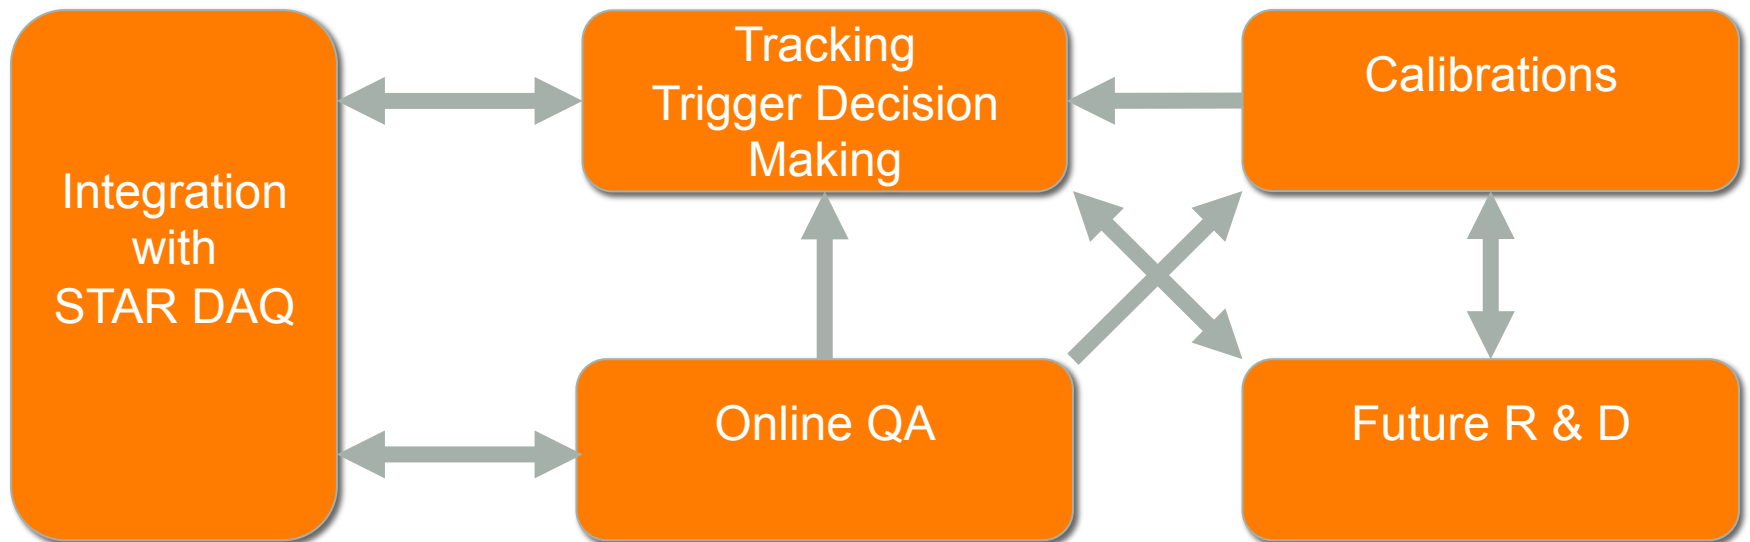 Integration
with
STAR DAQ
Tracking
Trigger Decision
Making
Calibrations
Online QA
Future R & D